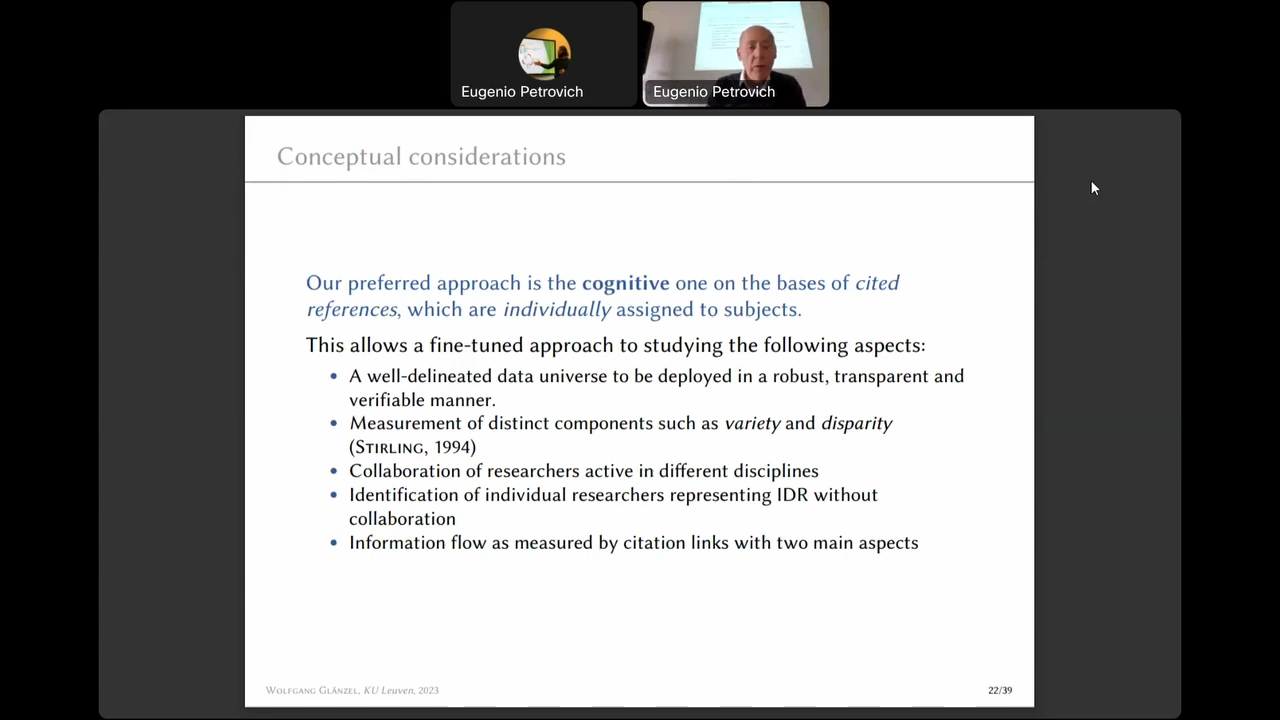 Eugenio Petrovich
Eugenio Petrovich
Conceptual considerations
Our preferred approach is the cognitive one on the bases of cited
references, which are individually assigned to subjects.
This allows a fine-tuned approach to studying the following aspects:
• A well-delineated data universe to be deployed in a robust, transparent and
verifiable manner.
• Measurement of distinct components such as variety and disparity
(STIRLING, 1994)
• Collaboration of researchers active in different disciplines
• Identification of individual researchers representing IDR without
collaboration
• Information flow as measured by citation links with two main aspects
WOLFGANG GLÄNZEL, KU Leuven, 2023
22/39